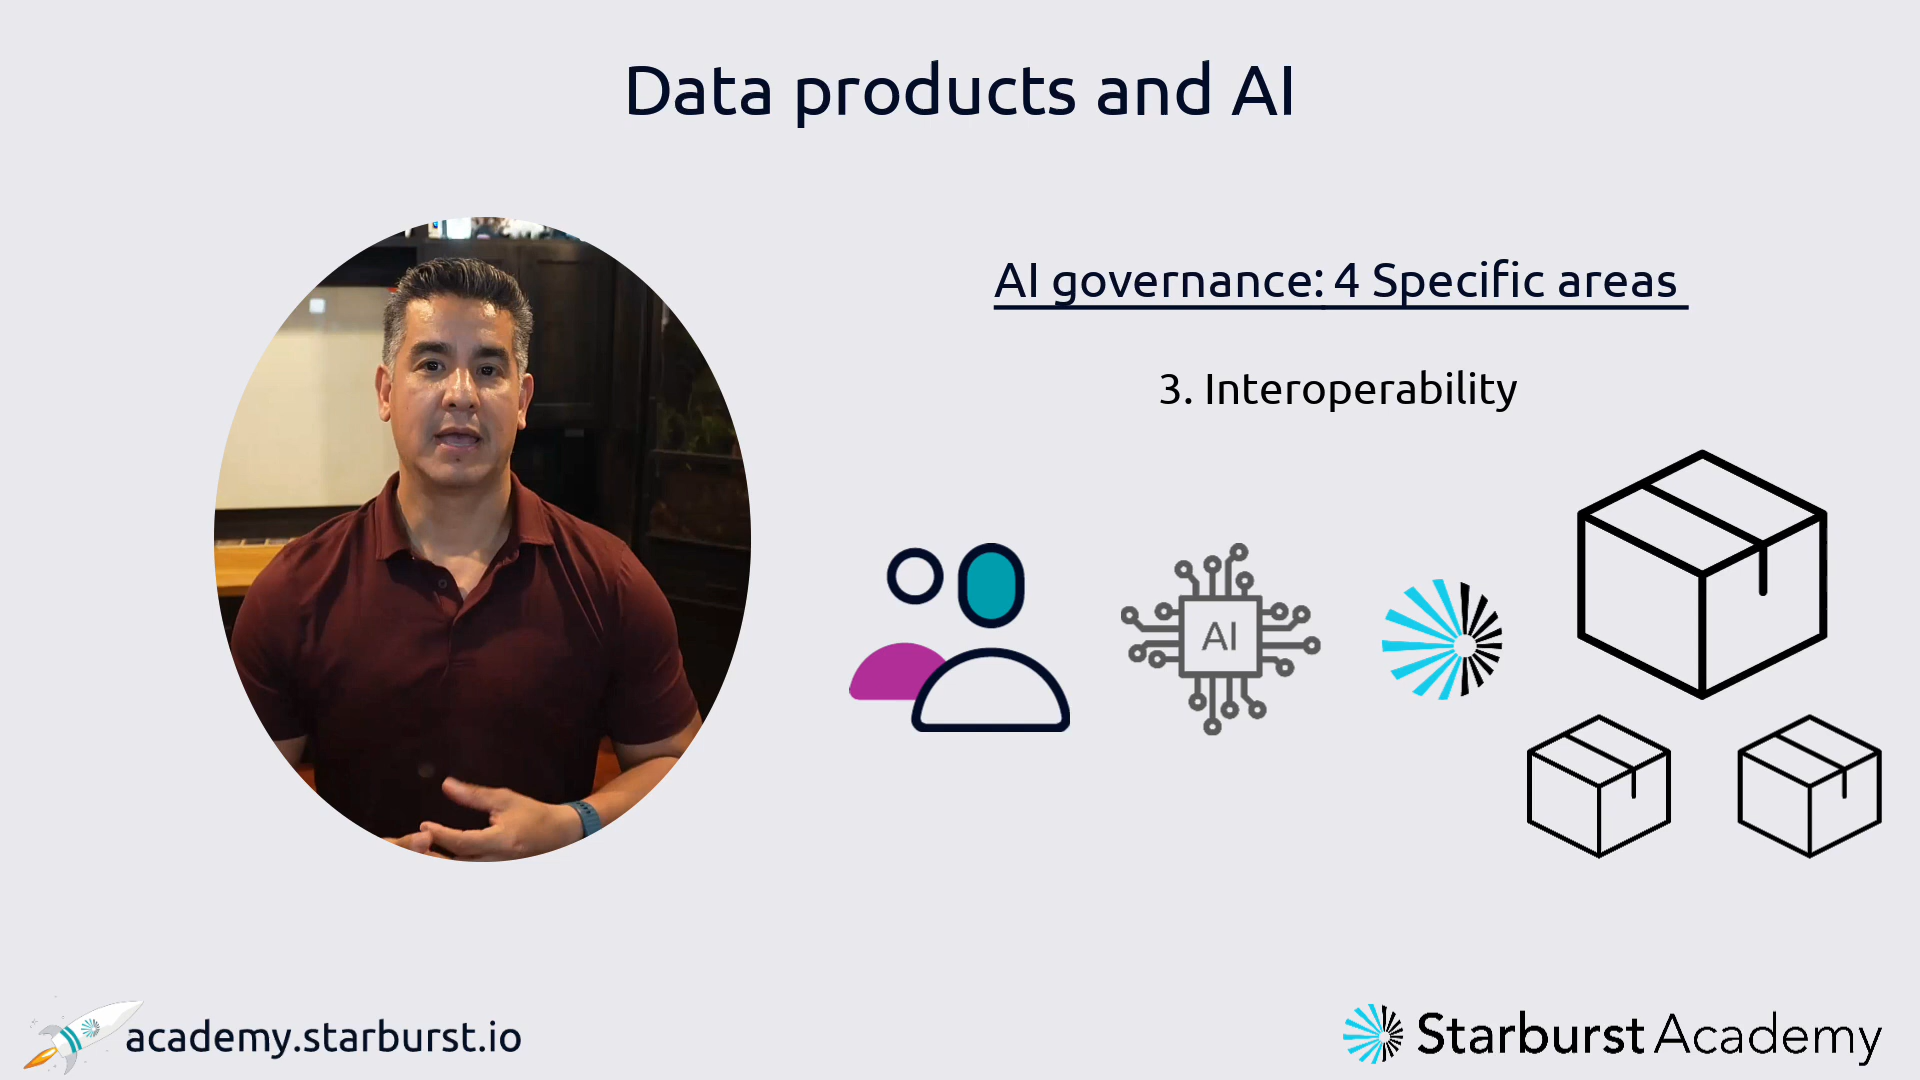 Data products and AI
AI governance: 4 Specific areas
3. Interoperability
AI
academy.starburst.io
Starburst Academy